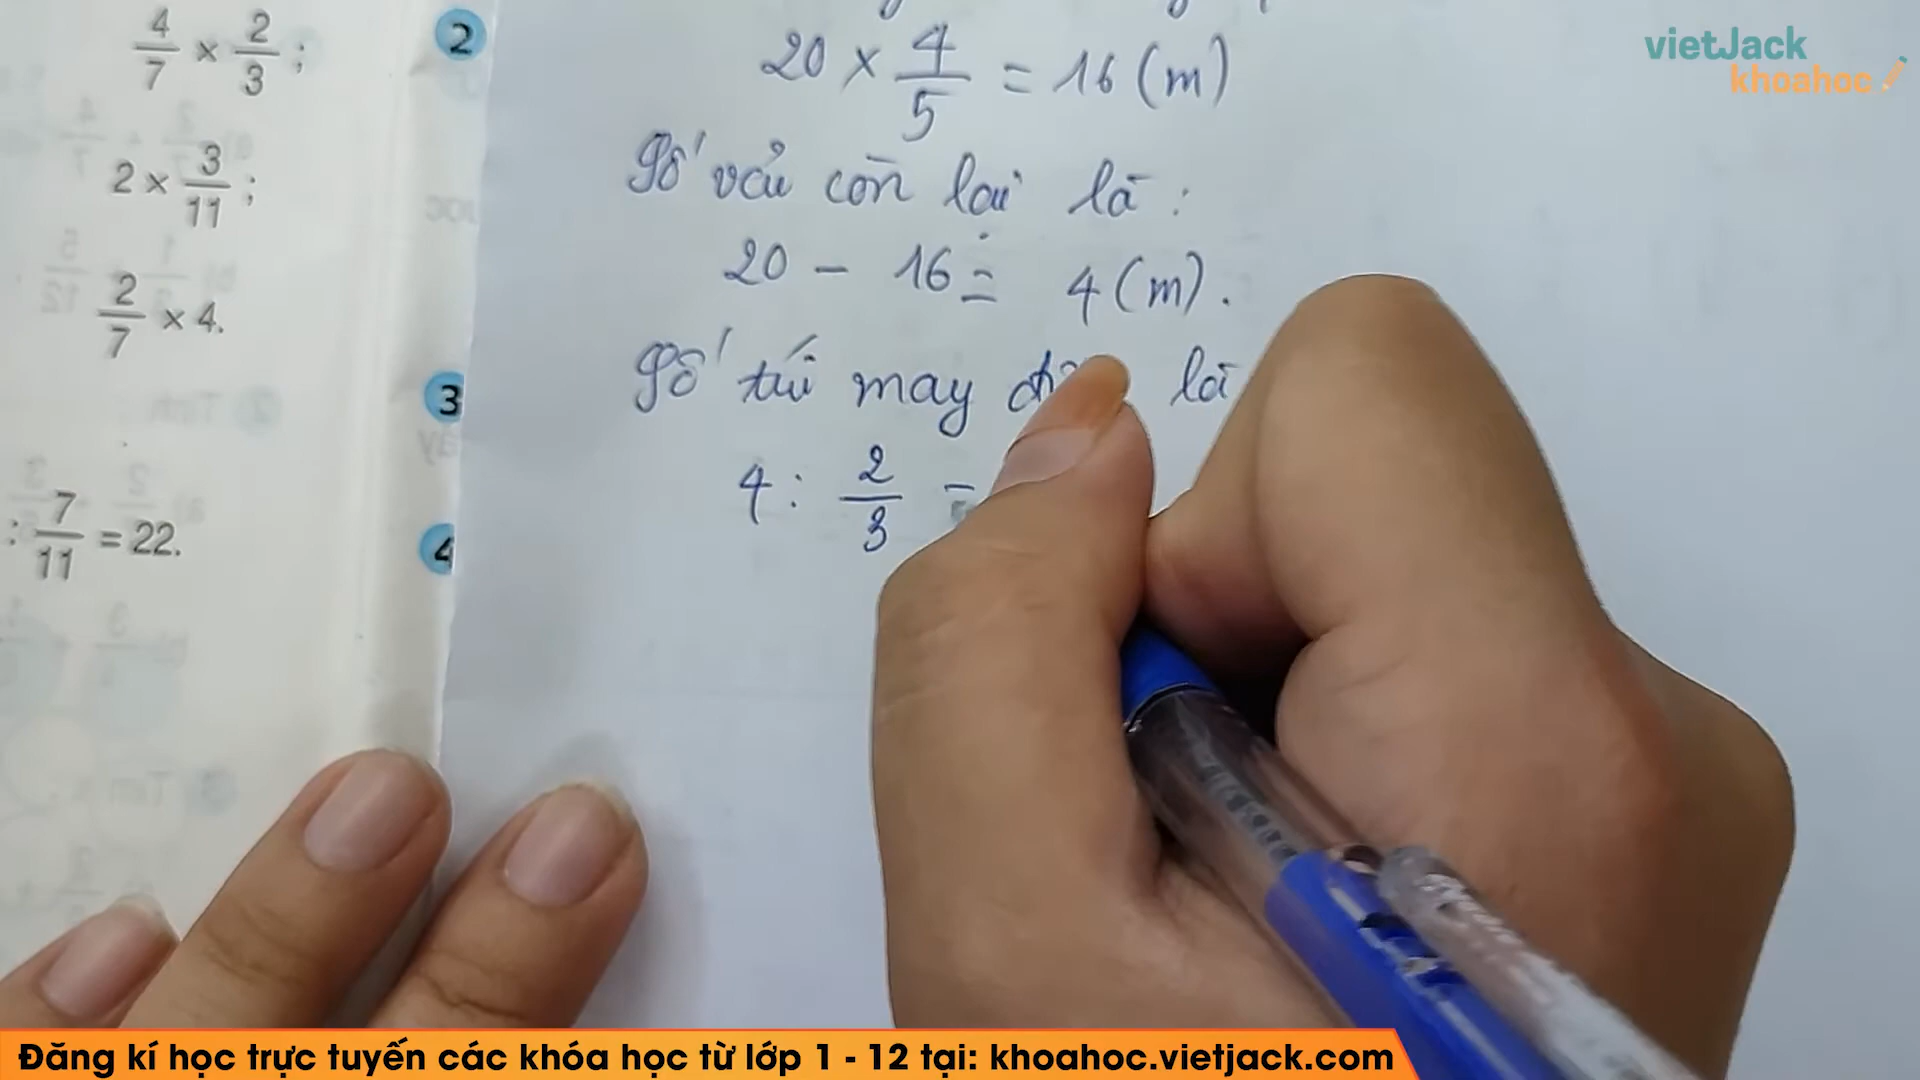 vietJack
khoahoc
4/7 × 2/3 ;
2 × 3/11 ;
2/7 × 4.
: 7/11 = 22.
2
3
4
20 × 4/5 = 16 (m)
Số vải còn lại là :
20 - 16 = 4 (m).
Số túi may là
4 : 2/3 =
Đăng kí học trực tuyến các khóa học từ lớp 1 - 12 tại: khoahoc.vietjack.com